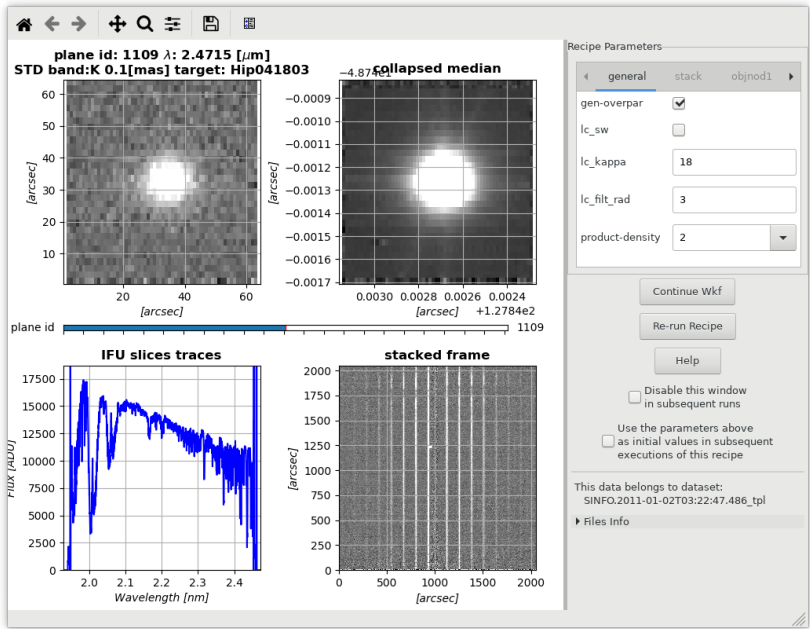 plane id: 1109 λ: 2.4715 [μm]
STD band:K 0.1[mas] target: Hip041803
−4.874e1
collapsed median
60
50
40
30
20
10
[arcsec]
20
40
60
[arcsec]
−0.0009
−0.0010
−0.0011
−0.0012
−0.0013
−0.0014
−0.0015
−0.0016
−0.0017
[arcsec]
0.0030 0.0028 0.0026 0.0024
[arcsec]
+1.2784e2
plane id
1109
IFU slices traces
17500
15000
12500
10000
7500
5000
2500
0
Flux [ADU]
2.0 2.1 2.2 2.3 2.4
Wavelength [nm]
stacked frame
2000
1750
1500
1250
1000
750
500
250
0
[arcsec]
0 500 1000 1500 2000
[arcsec]
Recipe Parameters
general
stack
objnod1
gen-overpar
lc_sw
lc_kappa
18
lc_filt_rad
3
product-density
2
Continue Wkf
Re-run Recipe
Help
Disable this window
in subsequent runs
Use the parameters above
as initial values in subsequent
executions of this recipe
This data belongs to dataset:
SINFO.2011-01-02T03:22:47.486_tpl
Files Info